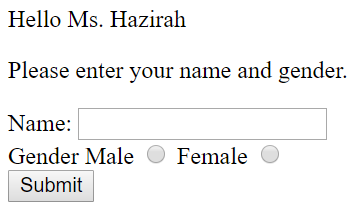 Hello Ms. Hazirah
Please enter your name and gender.
Name:
Gender Male Female
Submit